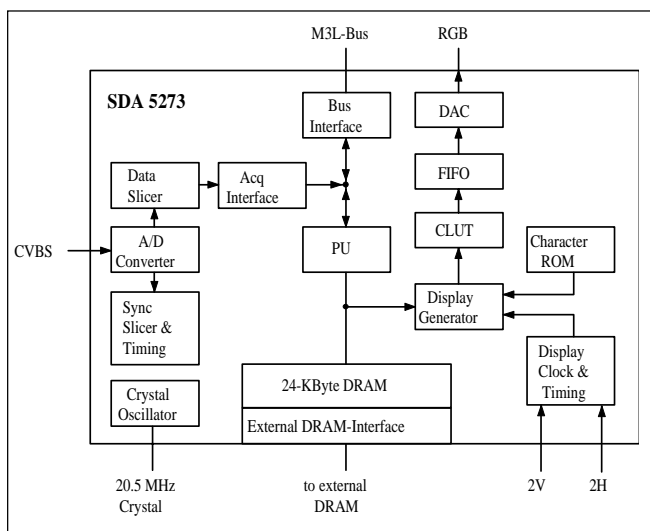 M3L-Bus
RGB
SDA 5273
Bus
Interface
DAC
Data
Slicer
Acq
Interface
FIFO
CVBS
A/D
Converter
PU
CLUT
Character
ROM
Sync
Slicer &
Timing
Display
Generator
Display
Clock &
Timing
24-KByte DRAM
Crystal
Oscillator
External DRAM-Interface
20.5 MHz
Crystal
to external
DRAM
2V
2H